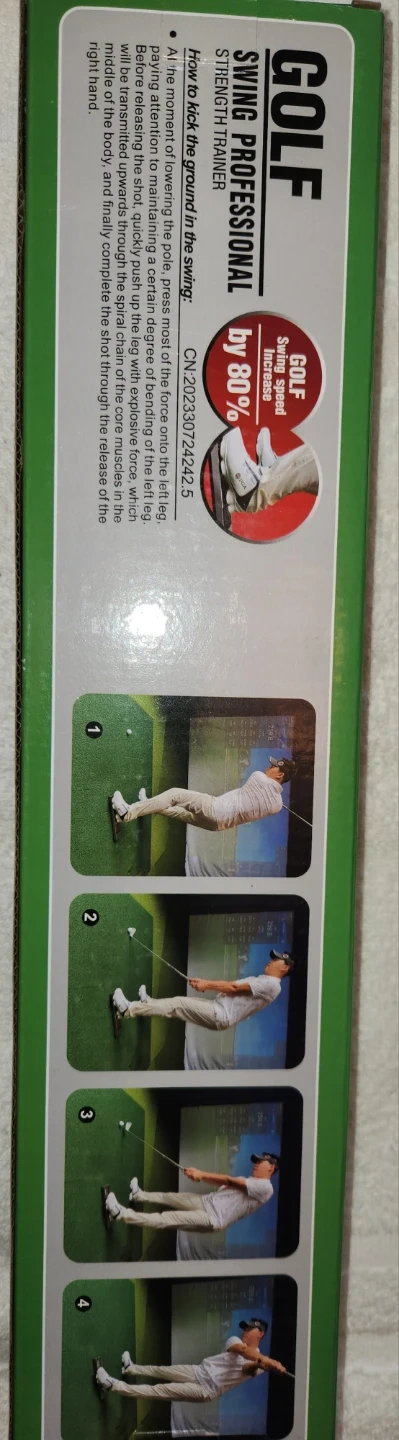 GOLF
SWING PROFESSIONAL
STRENGTH TRAINER
GOLF
Swing speed
Increase
by 80%
How to kick the ground in the swing:
CN:202330724242.5
• At the moment of lowering the pole, press most of the force onto the left leg,
paying attention to maintaining a certain degree of bending of the left leg.
Before releasing the shot, quickly push up the leg with explosive force, which
will be transmitted upwards through the spiral chain of the core muscles in the
middle of the body, and finally complete the shot through the release of the
right hand.
1
2
3
4